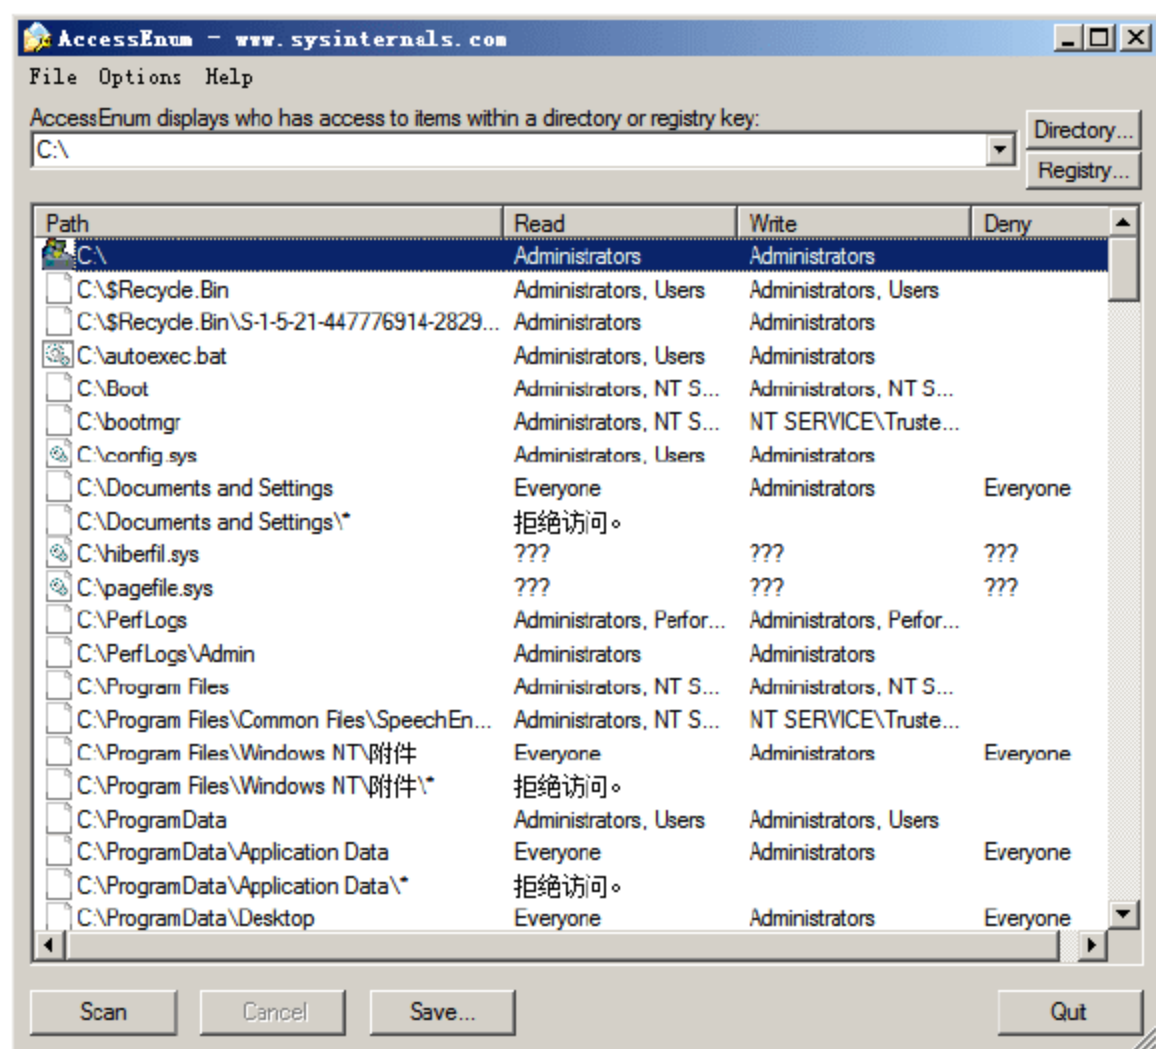 AccessEnum - www.sysinternals.com
File Options Help
AccessEnum displays who has access to items within a directory or registry key:
C:\
Directory...
Registry...
Path Read Write Deny
C:\ Administrators Administrators
C:\$Recycle.Bin Administrators, Users Administrators, Users
C:\$Recycle.Bin\S-1-5-21-447776914-2829... Administrators Administrators
C:\autoexec.bat Administrators, Users Administrators
C:\Boot Administrators, NT S... Administrators, NT S...
C:\bootmgr Administrators, NT S... NT SERVICE\Truste...
C:\config.sys Administrators, Users Administrators
C:\Documents and Settings Everyone Administrators Everyone
C:\Documents and Settings\* 拒绝访问。
C:\hiberfil.sys ??? ??? ???
C:\pagefile.sys ??? ??? ???
C:\PerfLogs Administrators, Perfor... Administrators, Perfor...
C:\PerfLogs\Admin Administrators Administrators
C:\Program Files Administrators, NT S... Administrators, NT S...
C:\Program Files\Common Files\SpeechEn... Administrators, NT S... NT SERVICE\Truste...
C:\Program Files\Windows NT\附件 Everyone Administrators Everyone
C:\Program Files\Windows NT\附件\* 拒绝访问。
C:\ProgramData Administrators, Users Administrators, Users
C:\ProgramData\Application Data Everyone Administrators Everyone
C:\ProgramData\Application Data\* 拒绝访问。
C:\ProgramData\Desktop Everyone Administrators Everyone
Scan Cancel Save... Quit